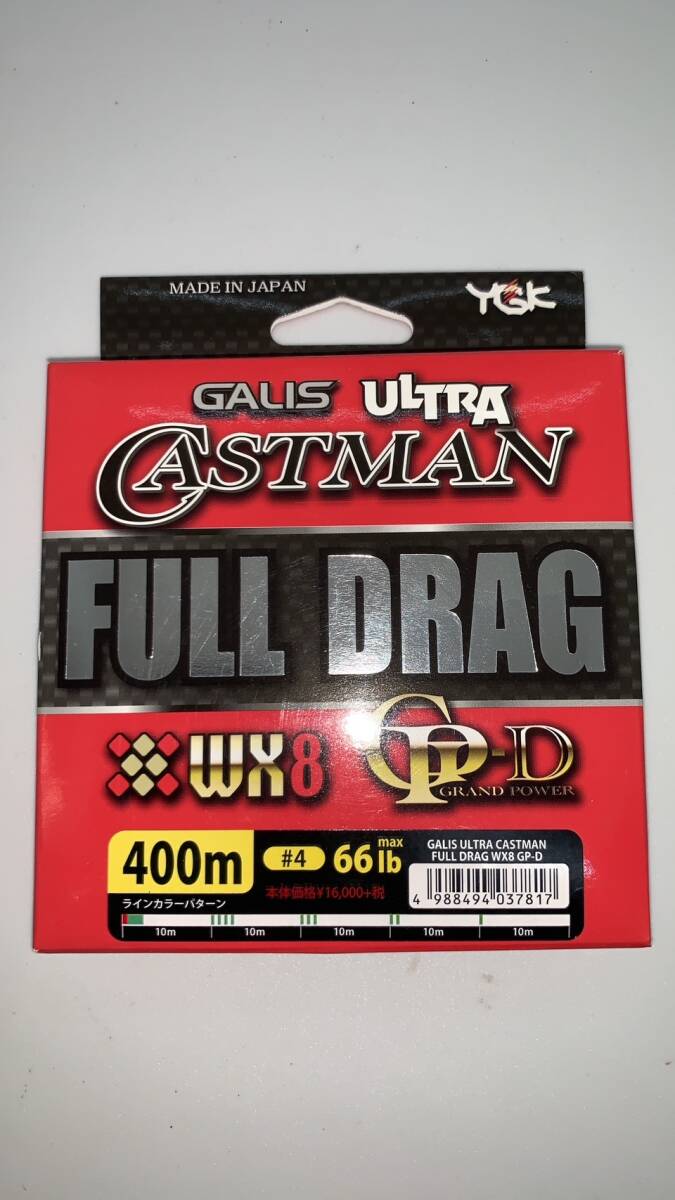 MADE IN JAPAN
YGK
GALIS ULTRA
CASTMAN
FULL DRAG
WX8
GP-D
GRAND POWER
400m #4 66 max lb
本体価格¥16,000+税
GALIS ULTRA CASTMAN
FULL DRAG WX8 GP-D
4 988494 037817
ラインカラーパターン
10m 10m 10m 10m 10m